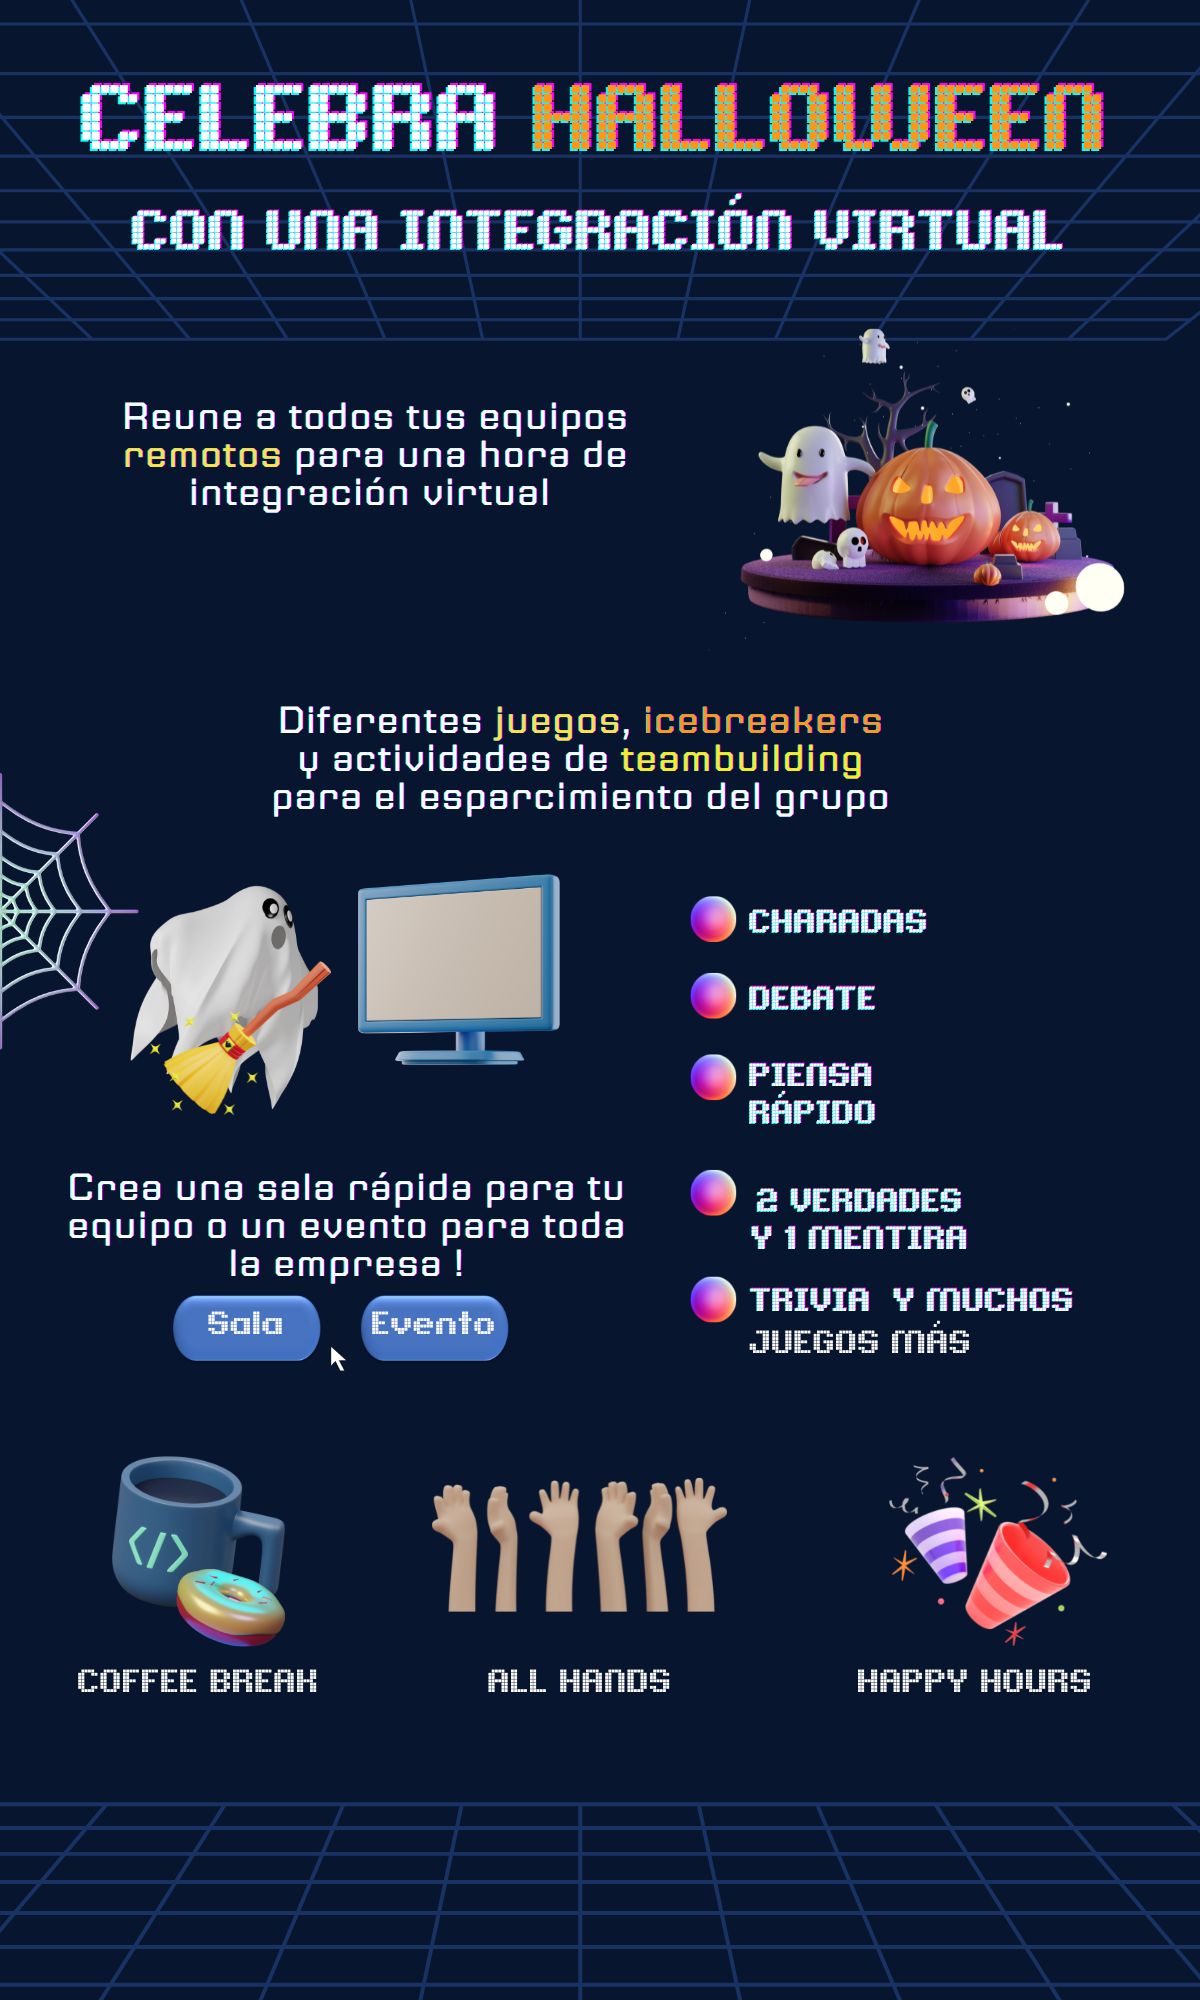 CELEBRA HALLOWEEN
CON UNA INTEGRACIÓN VIRTUAL
Reune a todos tus equipos
remotos para una hora de
integración virtual
Diferentes juegos, icebreakers
y actividades de teambuilding
para el esparcimiento del grupo
CHARADAS
DEBATE
PIENSA
RÁPIDO
2 VERDADES
Y 1 MENTIRA
TRIVIA Y MUCHOS
JUEGOS MÁS
Crea una sala rápida para tu
equipo o un evento para toda
la empresa !
Sala
Evento
</>
COFFEE BREAK
ALL HANDS
HAPPY HOURS